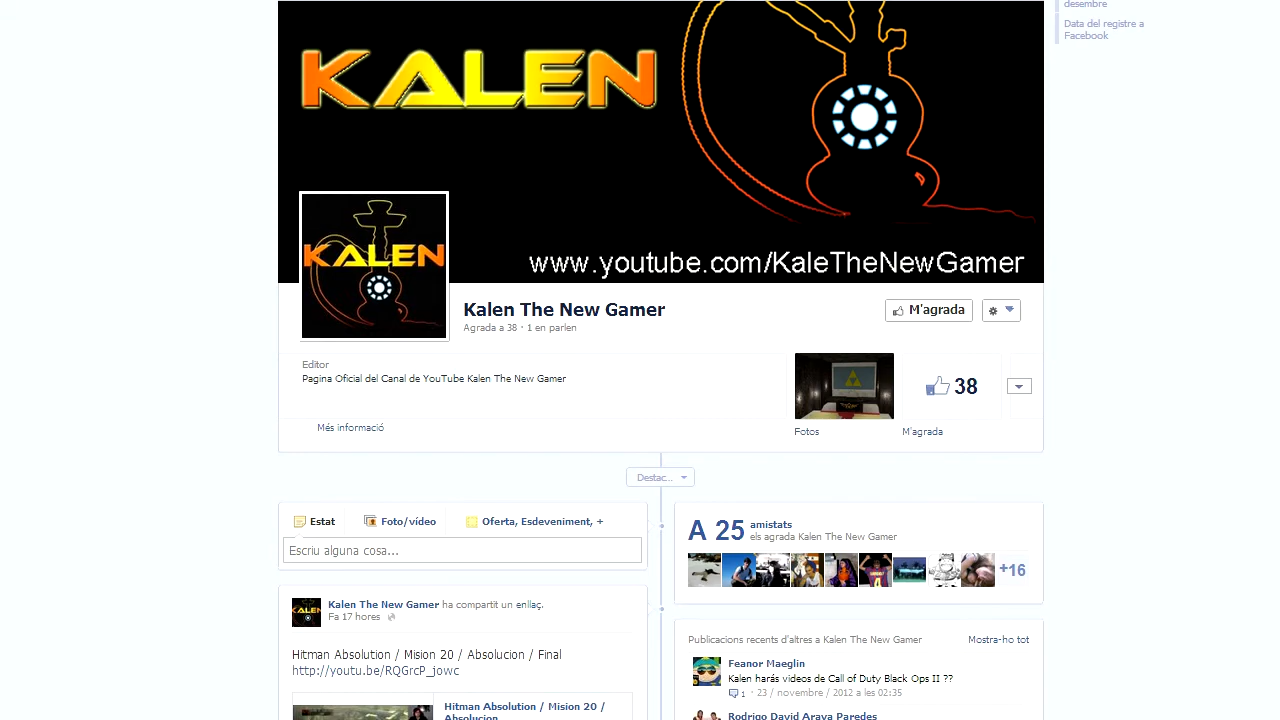 desembre
Data del registre a
Facebook
KALEN
KALEN
www.youtube.com/KaleTheNewGamer
Kalen The New Gamer
Agrada a 38 · 1 en parlen
M'agrada
Editor
Pagina Oficial del Canal de YouTube Kalen The New Gamer
Més informació
38
Fotos
M'agrada
Destac...
Estat
Foto/vídeo
Oferta, Esdeveniment, +
Escriu alguna cosa...
A 25 amistats
els agrada Kalen The New Gamer
+16
Kalen The New Gamer ha compartit un enllaç.
Fa 17 hores
Hitman Absolution / Mision 20 / Absolucion / Final
http://youtu.be/RQGrcP_jowc
Hitman Absolution / Mision 20 /
Absolucion
Publicacions recents d'altres a Kalen The New Gamer
Mostra-ho tot
Feanor Maeglin
Kalen harás videos de Call of Duty Black Ops II ??
1 · 23 / novembre / 2012 a les 02:35
Rodrigo David Araya Paredes